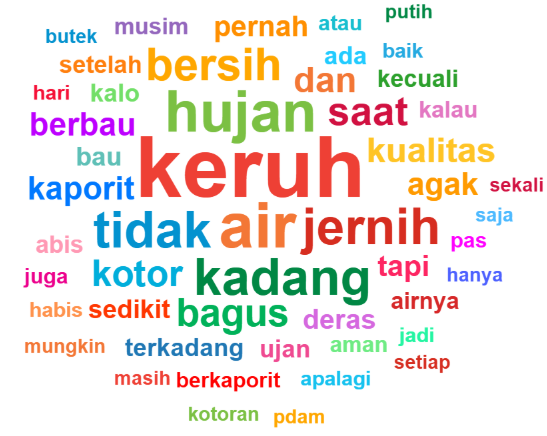 putih
musim pernah atau
butek
ada baik
setelah bersih dan kecuali
hari kalo
hujan saat kalau
berbau
bau keruh kualitas
kaporit agak sekali
tidak air jernih saja
abis pas
juga kotor kadang tapi hanya
habis sedikit bagus deras airnya
mungkin terkadang ujan aman jadi
setiap
masih berkaporit apalagi
kotoran pdam